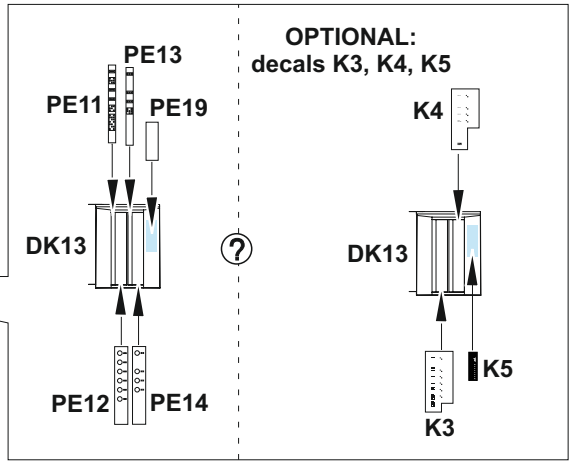 OPTIONAL:
decals K3, K4, K5
PE13
PE11
PE19
K4
DK13
?
DK13
PE12
PE14
K5
K3